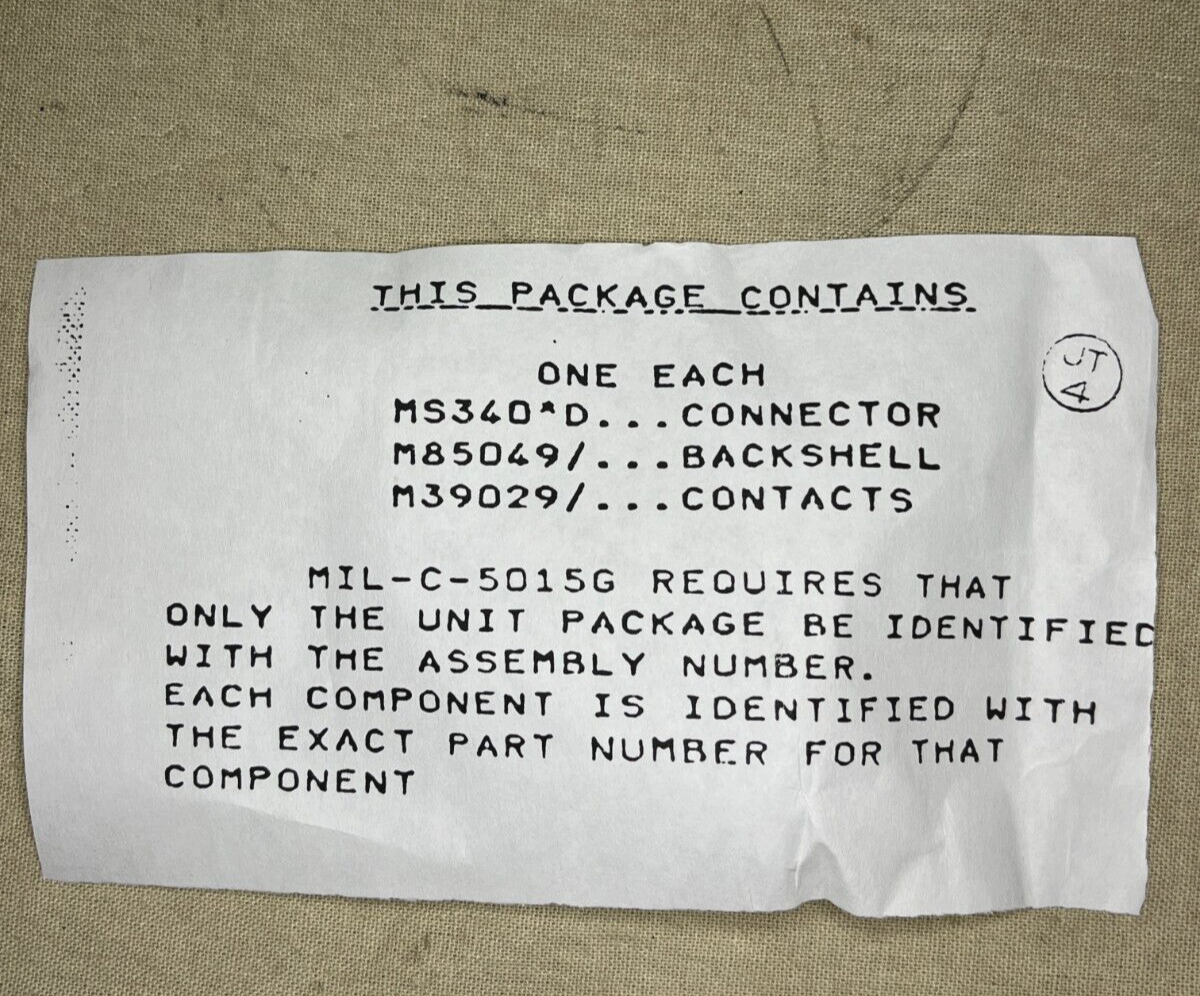 THIS PACKAGE CONTAINS
ONE EACH
MS340*D...CONNECTOR
M85049/...BACKSHELL
M39029/...CONTACTS
MIL-C-5015G REQUIRES THAT
ONLY THE UNIT PACKAGE BE IDENTIFIED
WITH THE ASSEMBLY NUMBER.
EACH COMPONENT IS IDENTIFIED WITH
THE EXACT PART NUMBER FOR THAT
COMPONENT
JT
4